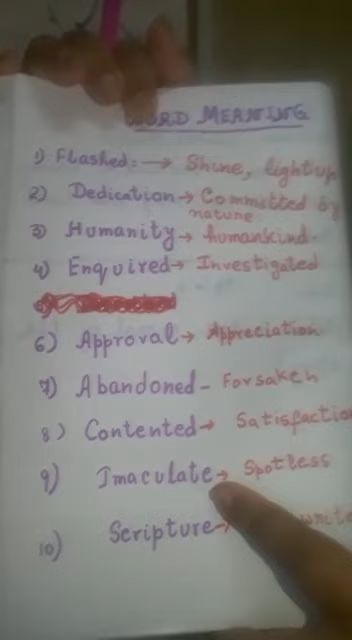 WORD MEANING
1) Flashed:→ Shine, light up
2) Dedication→ Committed by
nature
3) Humanity→ humankind.
4) Enquired→ Investigated
6) Approval→ Appreciation
7) Abandoned- Forsaken
8) Contented→ Satisfaction
9) Imaculate→ Spotless
10) Scripture→